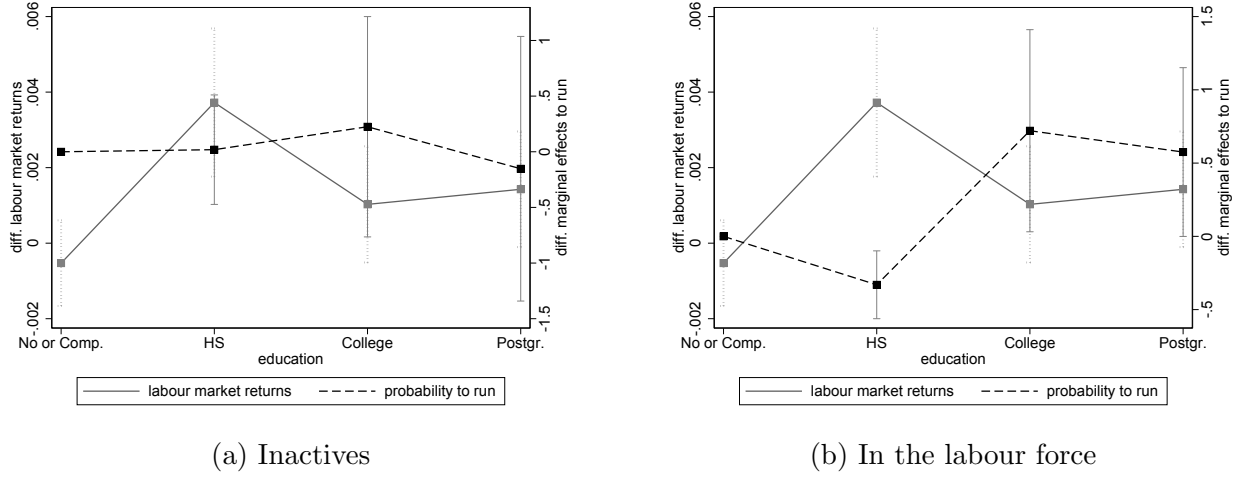 -.002 0 .002 .004 .006
diff. labour market returns
-1.5 -1 -.5 0 .5 1
diff. marginal effects to run
No or Comp. HS College Postgr.
education
labour market returns probability to run
(a) Inactives
-.002 0 .002 .004 .006
diff. labour market returns
-.5 0 .5 1 1.5
diff. marginal effects to run
No or Comp. HS College Postgr.
education
labour market returns probability to run
(b) In the labour force